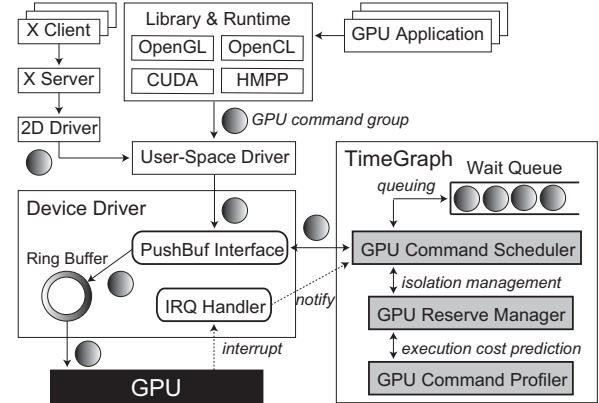 X Client
X Server
2D Driver
Library & Runtime
OpenGL
OpenCL
CUDA
HMPP
GPU Application
GPU command group
User-Space Driver
Device Driver
PushBuf Interface
Ring Buffer
IRQ Handler
notify
interrupt
GPU
TimeGraph
Wait Queue
queuing
GPU Command Scheduler
isolation management
GPU Reserve Manager
execution cost prediction
GPU Command Profiler